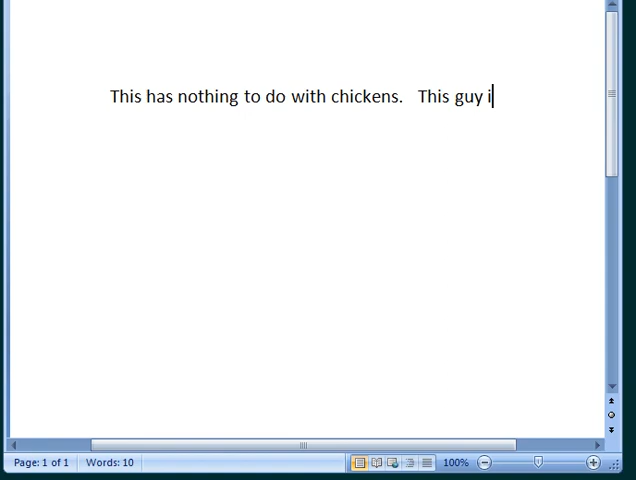 This has nothing to do with chickens.   This guy i
Page: 1 of 1 Words: 10 100%